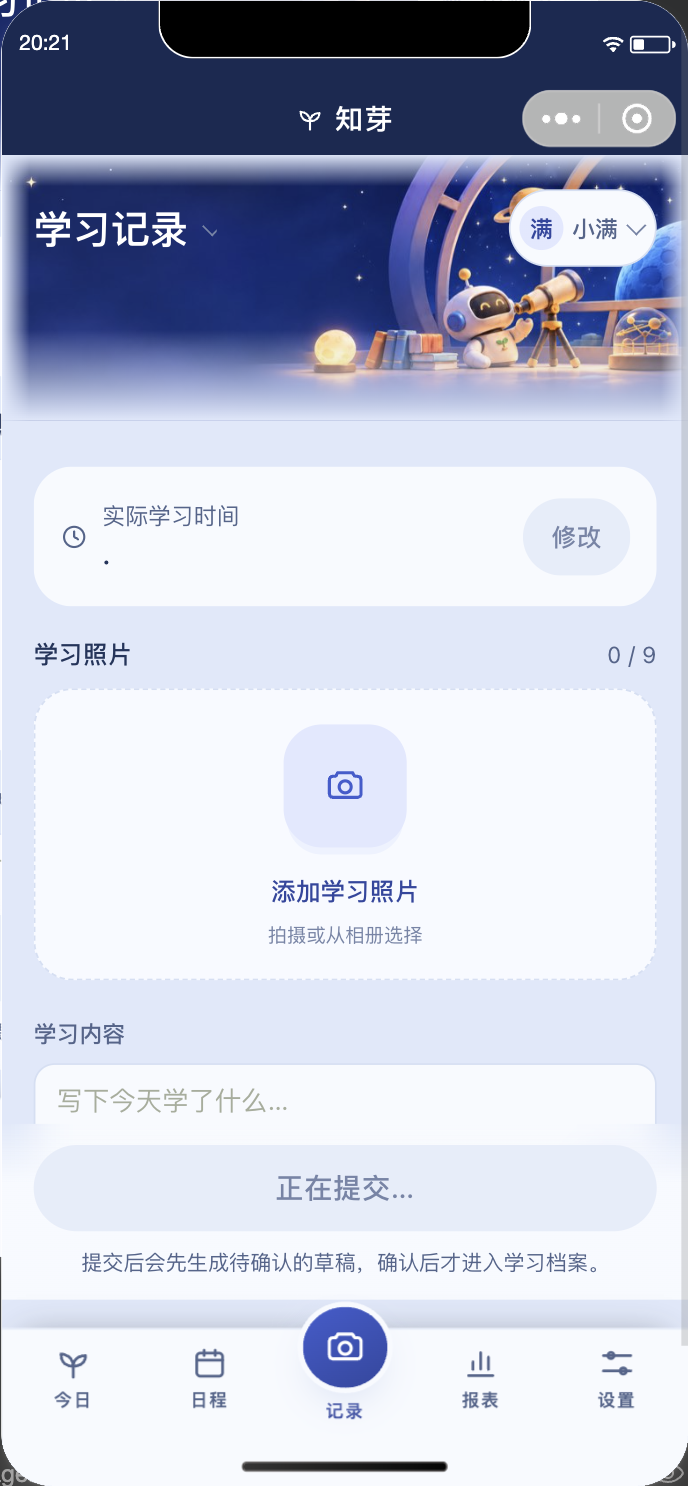 20:21
知芽
学习记录
满 小满
实际学习时间
·
修改
学习照片
0 / 9
添加学习照片
拍摄或从相册选择
学习内容
写下今天学了什么...
正在提交...
提交后会先生成待确认的草稿，确认后才进入学习档案。
今日
日程
记录
报表
设置